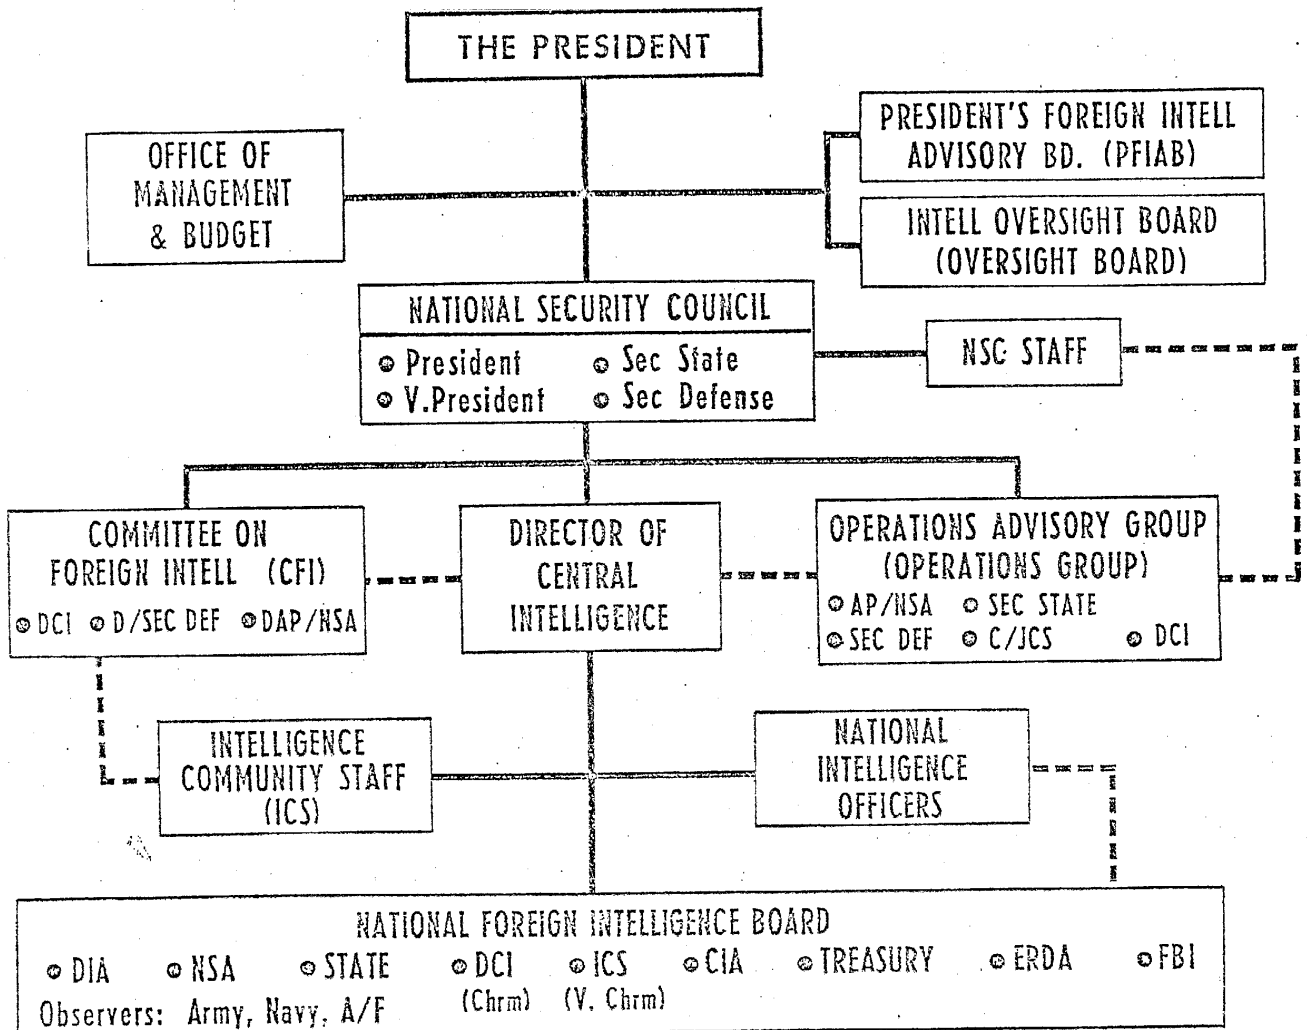 THE PRESIDENT
OFFICE OF
MANAGEMENT
& BUDGET
PRESIDENT'S FOREIGN INTELL
ADVISORY BD. (PFIAB)
INTELL OVERSIGHT BOARD
(OVERSIGHT BOARD)
NATIONAL SECURITY COUNCIL
President Sec State
V.President Sec Defense
NSC STAFF
COMMITTEE ON
FOREIGN INTELL (CFI)
DCI D/SEC DEF DAP/NSA
DIRECTOR OF
CENTRAL
INTELLIGENCE
OPERATIONS ADVISORY GROUP
(OPERATIONS GROUP)
AP/NSA SEC STATE
SEC DEF C/JCS DCI
INTELLIGENCE
COMMUNITY STAFF
(ICS)
NATIONAL
INTELLIGENCE
OFFICERS
NATIONAL FOREIGN INTELLIGENCE BOARD
DIA NSA STATE DCI ICS CIA TREASURY ERDA FBI
(Chrm) (V. Chrm)
Observers: Army, Navy, A/F